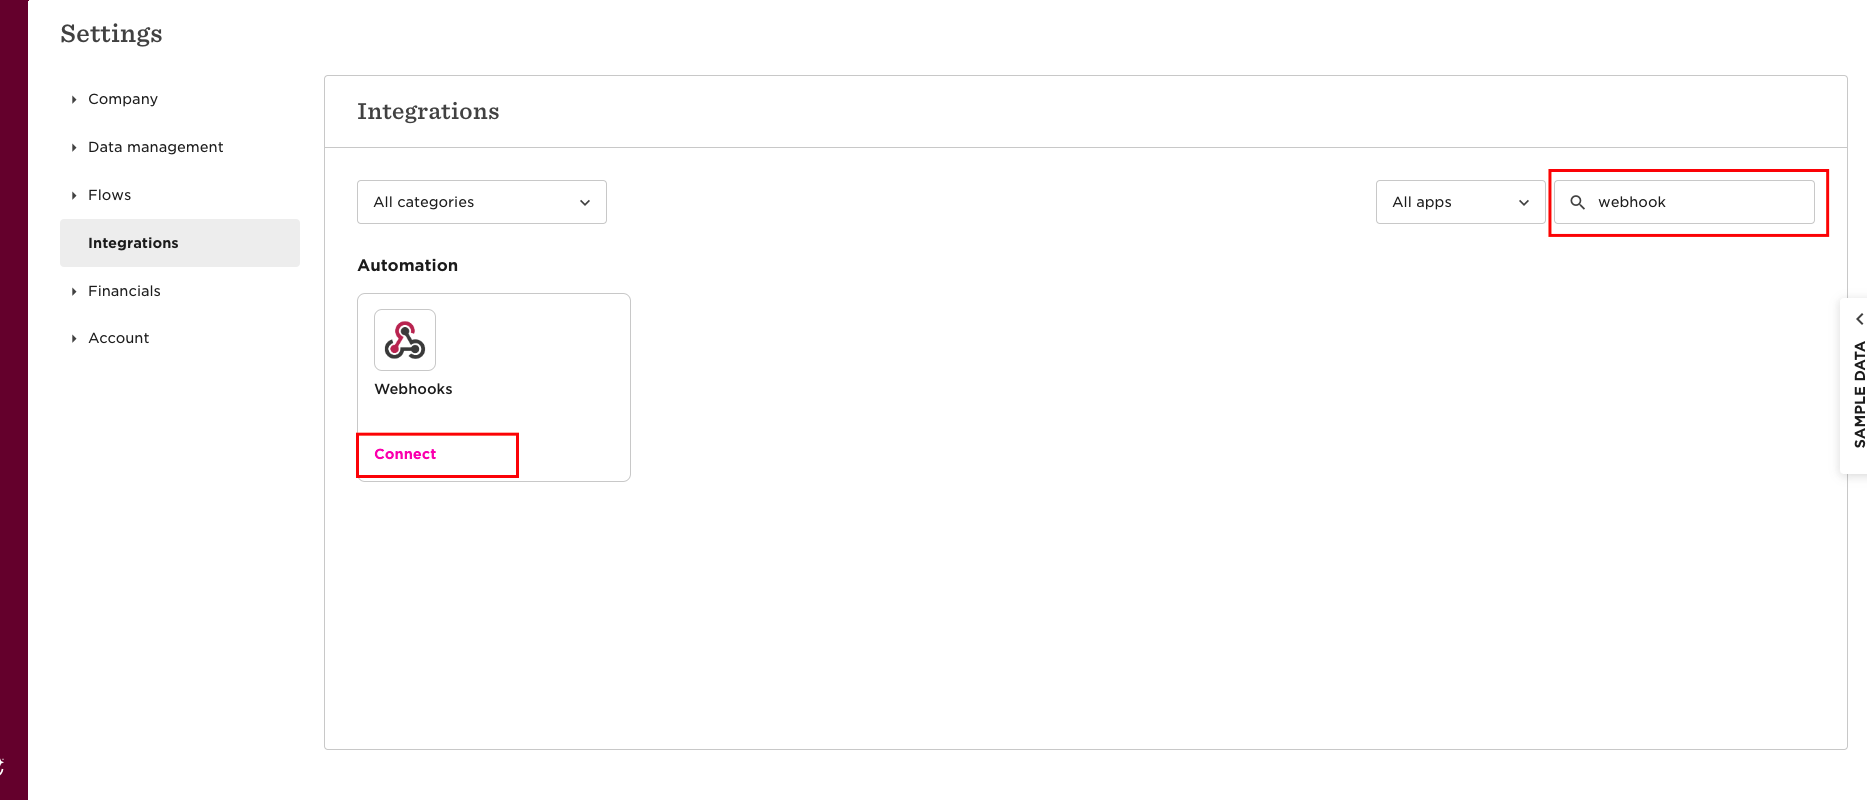 Settings
Company
Data management
Flows
Integrations
Financials
Account
Integrations
All categories
All apps
webhook
Automation
Webhooks
Connect
SAMPLE DATA